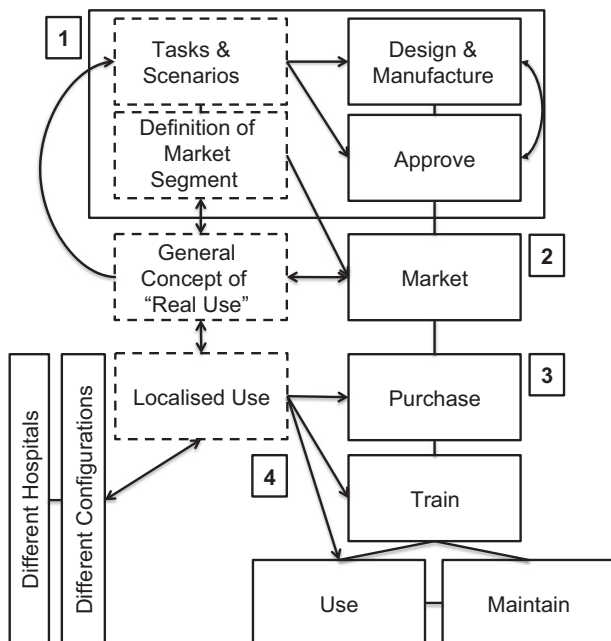 1
Tasks &
Scenarios
Design &
Manufacture
Definition of
Market
Segment
Approve
General
Concept of
“Real Use”
Market
2
Different Hospitals
Different Configurations
Localised Use
Purchase
3
4
Train
Use
Maintain